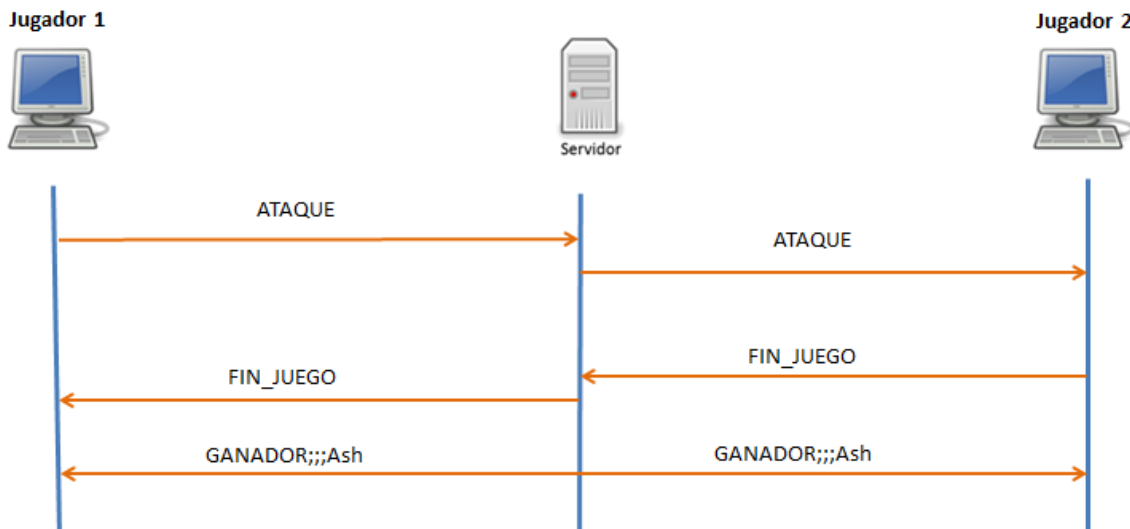 Jugador 1
Jugador 2
Servidor
ATAQUE
ATAQUE
FIN_JUEGO
FIN_JUEGO
GANADOR;;;Ash
GANADOR;;;Ash